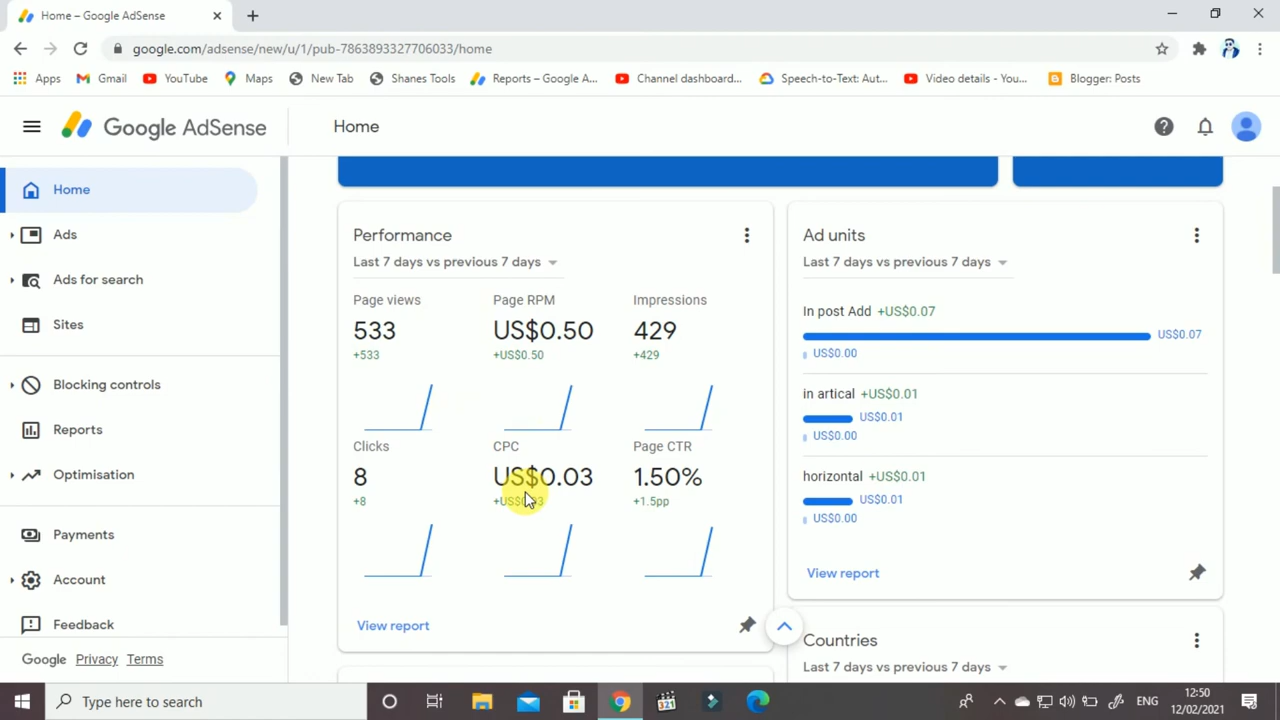 Home – Google AdSense
google.com/adsense/new/u/1/pub-7863893327706033/home
Apps Gmail YouTube Maps New Tab Shanes Tools Reports – Google A... Channel dashboard... Speech-to-Text: Aut... Video details - You... Blogger: Posts
Google AdSense
Home
Home
Ads
Ads for search
Sites
Blocking controls
Reports
Optimisation
Payments
Account
Feedback
Google Privacy Terms
Performance
Last 7 days vs previous 7 days
Page views Page RPM Impressions
533 US$0.50 429
+533 +US$0.50 +429
Clicks CPC Page CTR
8 US$0.03 1.50%
+8 +US$0.03 +1.5pp
View report
Ad units
Last 7 days vs previous 7 days
In post Add +US$0.07
US$0.07
US$0.00
in artical +US$0.01
US$0.01
US$0.00
horizontal +US$0.01
US$0.01
US$0.00
View report
Countries
Last 7 days vs previous 7 days
Type here to search
321
ENG
12:50
12/02/2021